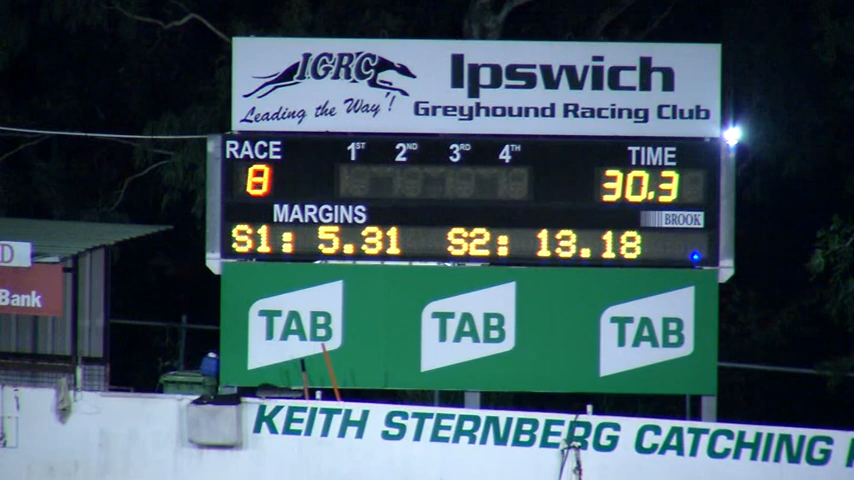 IGRC
Leading the Way!
Ipswich
Greyhound Racing Club
RACE 1ST 2ND 3RD 4TH TIME
8 30.3
MARGINS BROOK
S1: 5.31 S2: 13.18
TAB TAB TAB
Bank
KEITH STERNBERG CATCHING